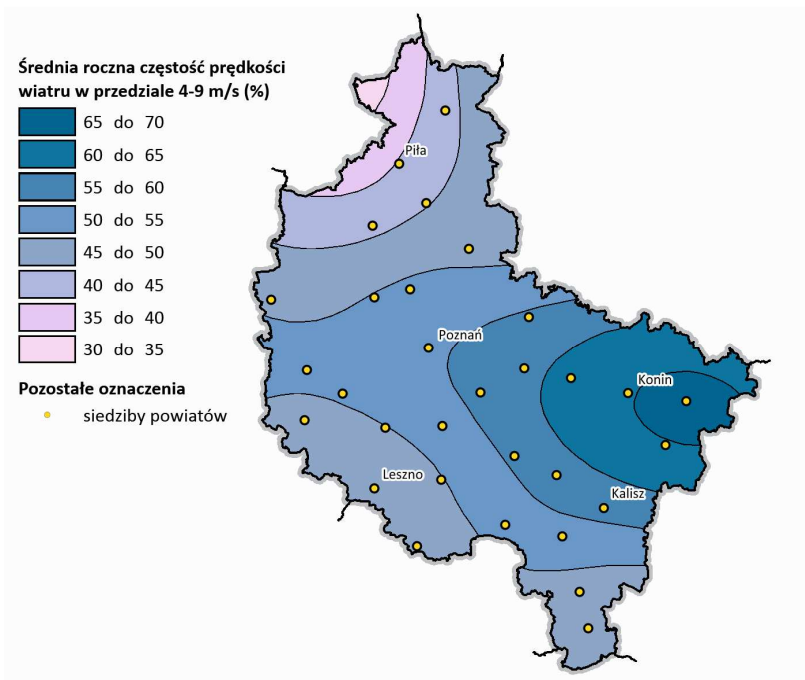 Średnia roczna częstość prędkości
wiatru w przedziale 4-9 m/s (%)
65 do 70
60 do 65
55 do 60
50 do 55
45 do 50
40 do 45
35 do 40
30 do 35
Pozostałe oznaczenia
siedziby powiatów
Piła
Poznań
Konin
Leszno
Kalisz